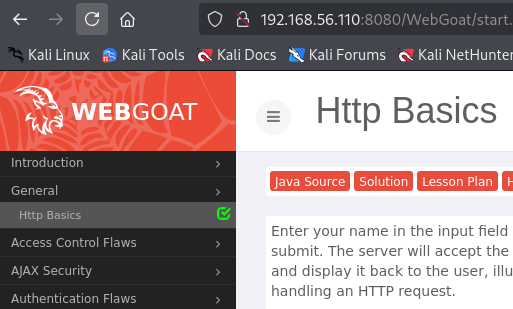 192.168.56.110:8080/WebGoat/start.
Kali Linux Kali Tools Kali Docs Kali Forums Kali NetHunter
WEBGOAT
Http Basics
Introduction
General
Http Basics
Access Control Flaws
AJAX Security
Authentication Flaws
Java Source Solution Lesson Plan H
Enter your name in the input field
submit. The server will accept the
and display it back to the user, illu
handling an HTTP request.